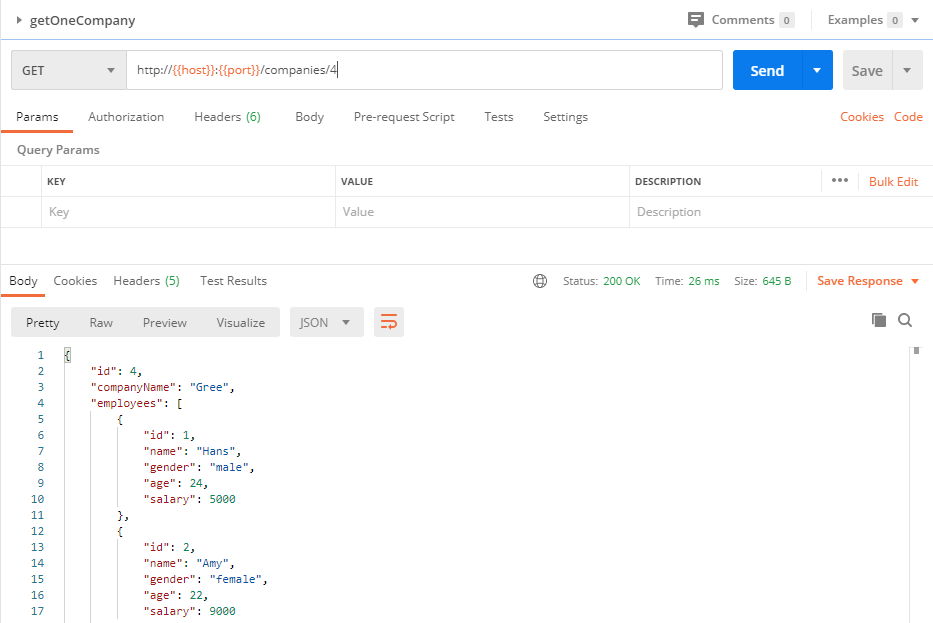 getOneCompany Comments 0 Examples 0
GET http://{{host}}:{{port}}/companies/4 Send Save
Params Authorization Headers (6) Body Pre-request Script Tests Settings Cookies Code
Query Params
KEY VALUE DESCRIPTION ••• Bulk Edit
Key Value Description
Body Cookies Headers (5) Test Results Status: 200 OK Time: 26 ms Size: 645 B Save Response
Pretty Raw Preview Visualize JSON
1 {
2 "id": 4,
3 "companyName": "Gree",
4 "employees": [
5 {
6 "id": 1,
7 "name": "Hans",
8 "gender": "male",
9 "age": 24,
10 "salary": 5000
11 },
12 {
13 "id": 2,
14 "name": "Amy",
15 "gender": "female",
16 "age": 22,
17 "salary": 9000